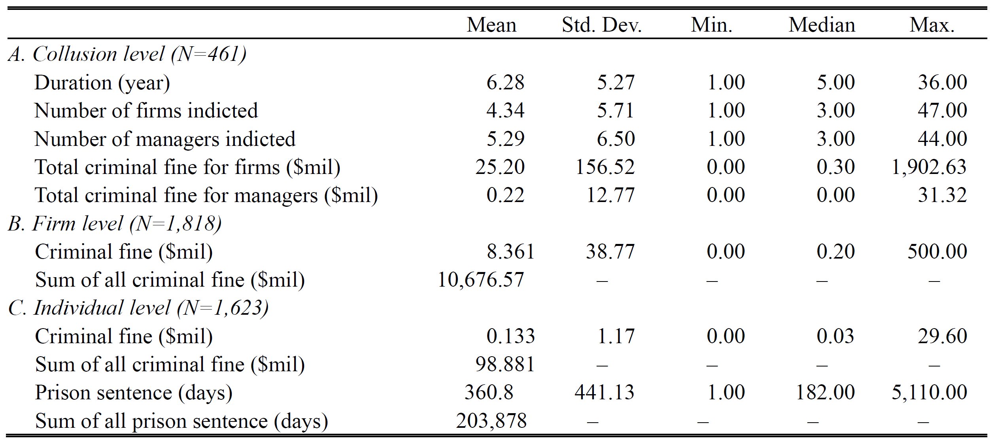 Mean Std. Dev. Min. Median Max.
A. Collusion level (N=461)
Duration (year) 6.28 5.27 1.00 5.00 36.00
Number of firms indicted 4.34 5.71 1.00 3.00 47.00
Number of managers indicted 5.29 6.50 1.00 3.00 44.00
Total criminal fine for firms ($mil) 25.20 156.52 0.00 0.30 1,902.63
Total criminal fine for managers ($mil) 0.22 12.77 0.00 0.00 31.32
B. Firm level (N=1,818)
Criminal fine ($mil) 8.361 38.77 0.00 0.20 500.00
Sum of all criminal fine ($mil) 10,676.57 – – – –
C. Individual level (N=1,623)
Criminal fine ($mil) 0.133 1.17 0.00 0.03 29.60
Sum of all criminal fine ($mil) 98.881 – – – –
Prison sentence (days) 360.8 441.13 1.00 182.00 5,110.00
Sum of all prison sentence (days) 203,878 – – – –